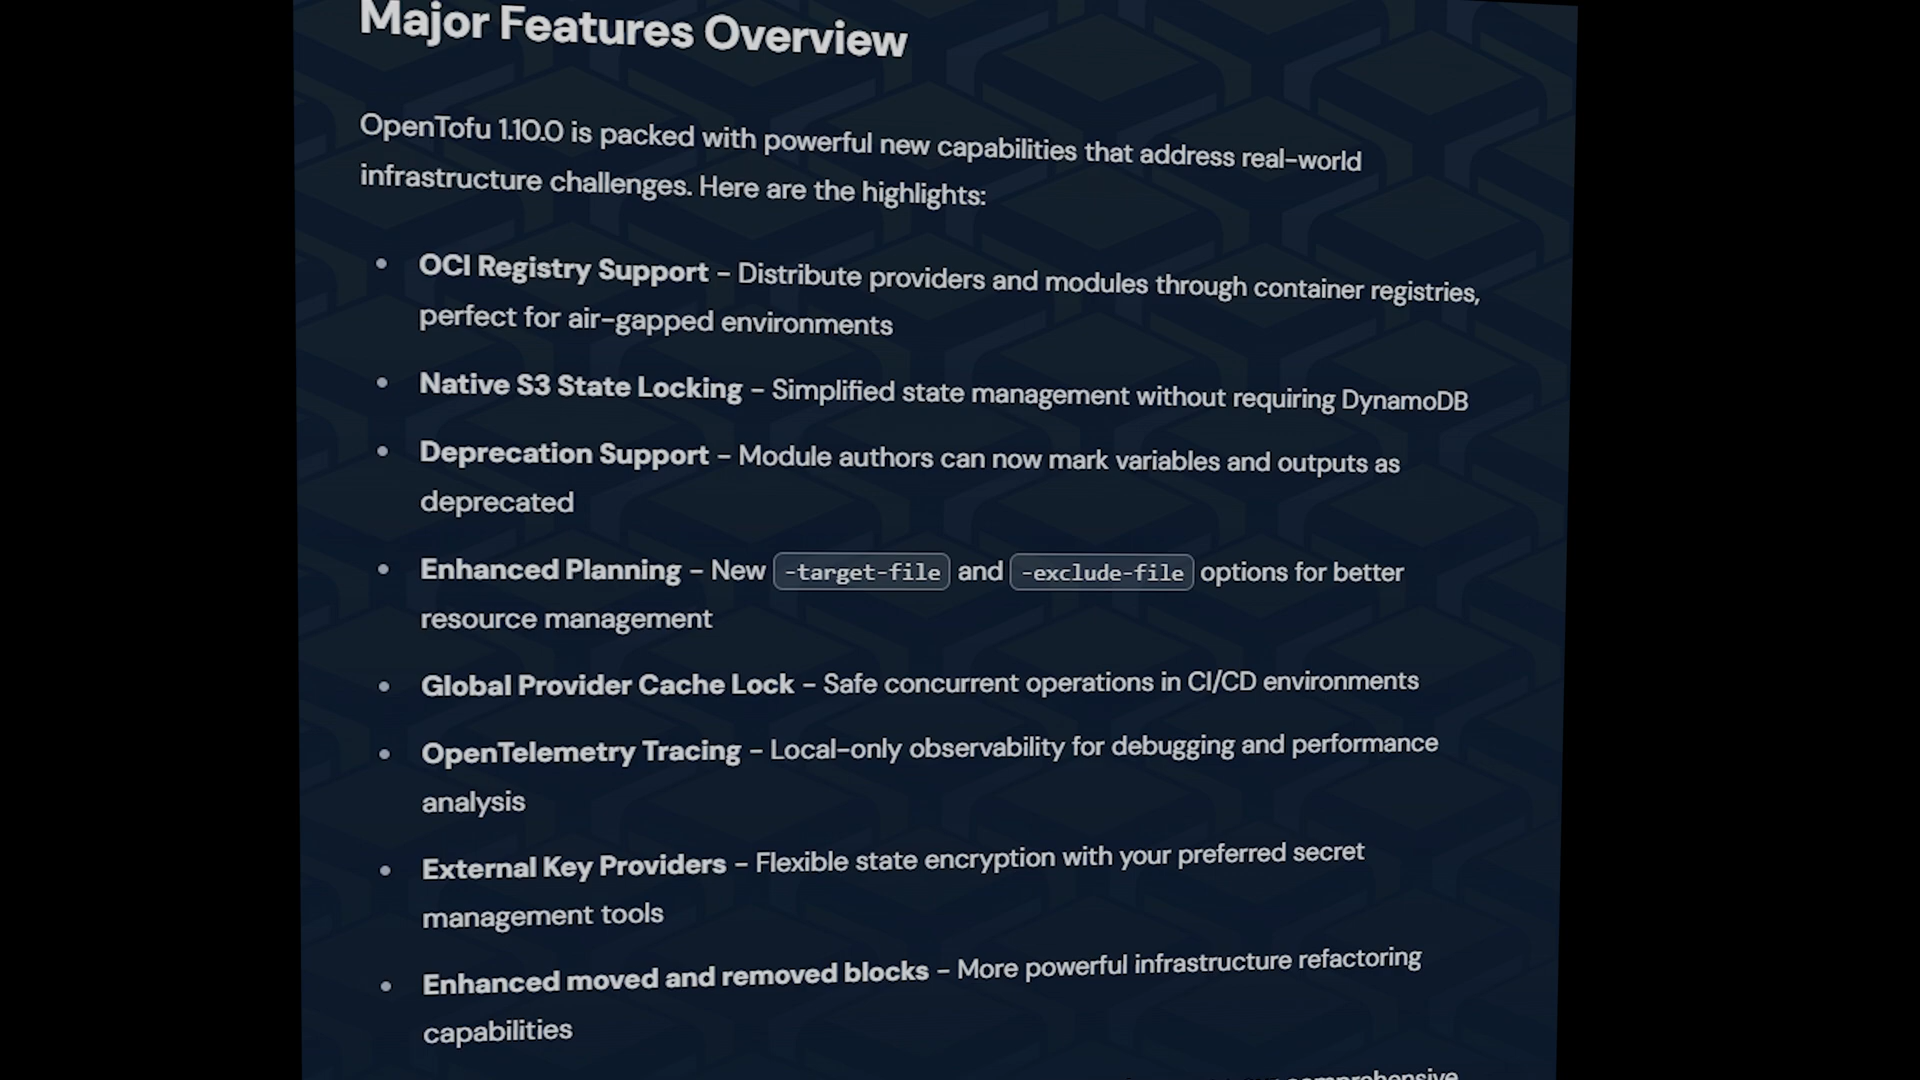 Major Features Overview
OpenTofu 1.10.0 is packed with powerful new capabilities that address real-world
infrastructure challenges. Here are the highlights:
• OCI Registry Support – Distribute providers and modules through container registries,
perfect for air-gapped environments
• Native S3 State Locking – Simplified state management without requiring DynamoDB
• Deprecation Support – Module authors can now mark variables and outputs as
deprecated
• Enhanced Planning – New -target-file and -exclude-file options for better
resource management
• Global Provider Cache Lock – Safe concurrent operations in CI/CD environments
• OpenTelemetry Tracing – Local-only observability for debugging and performance
analysis
• External Key Providers – Flexible state encryption with your preferred secret
management tools
• Enhanced moved and removed blocks – More powerful infrastructure refactoring
capabilities
comprehensive